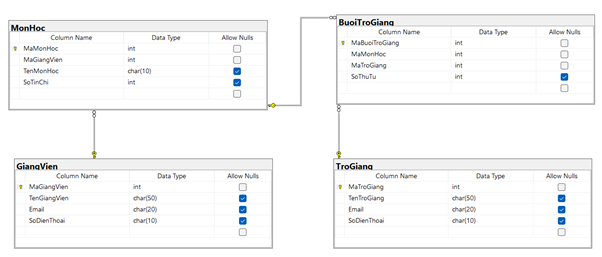 MonHoc
Column Name Data Type Allow Nulls
MaMonHoc int
MaGiangVien int
TenMonHoc char(10)
SoTinChi int
BuoiTroGiang
Column Name Data Type Allow Nulls
MaBuoiTroGiang int
MaMonHoc int
MaTroGiang int
SoThuTu int
GiangVien
Column Name Data Type Allow Nulls
MaGiangVien int
TenGiangVien char(50)
Email char(20)
SoDienThoai char(10)
TroGiang
Column Name Data Type Allow Nulls
MaTroGiang int
TenTroGiang char(50)
Email char(20)
SoDienThoai char(10)